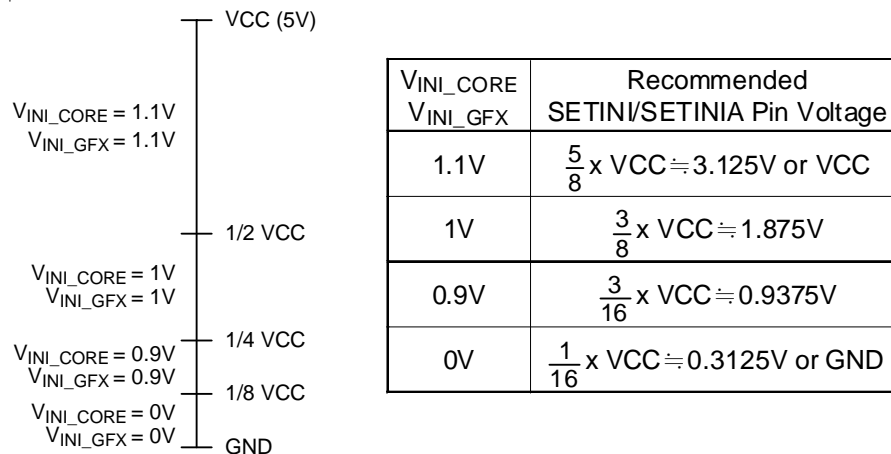 VCC (5V)
VINI_CORE = 1.1V
VINI_GFX = 1.1V
1/2 VCC
VINI_CORE = 1V
VINI_GFX = 1V
1/4 VCC
VINI_CORE = 0.9V
VINI_GFX = 0.9V
1/8 VCC
VINI_CORE = 0V
VINI_GFX = 0V
GND
VINI_CORE
VINI_GFX
Recommended
SETINI/SETINIA Pin Voltage
1.1V
5/8 x VCC ≒ 3.125V or VCC
1V
3/8 x VCC ≒ 1.875V
0.9V
3/16 x VCC ≒ 0.9375V
0V
1/16 x VCC ≒ 0.3125V or GND